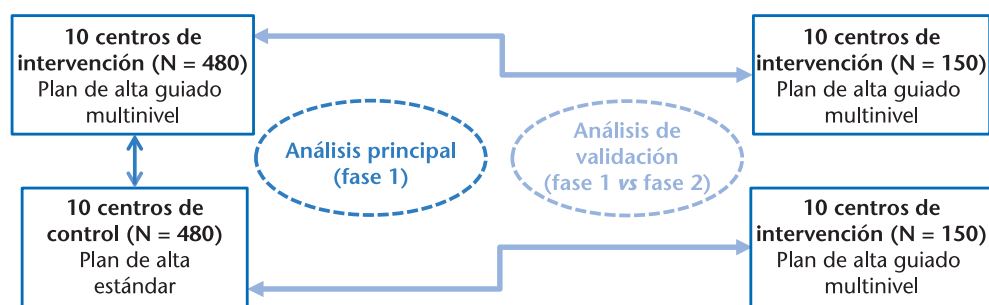 10 centros de
intervención (N = 480)
Plan de alta guiado
multinivel
10 centros de
intervención (N = 150)
Plan de alta guiado
multinivel
Análisis principal
(fase 1)
Análisis de
validación
(fase 1 vs fase 2)
10 centros de
control (N = 480)
Plan de alta
estándar
10 centros de
intervención (N = 150)
Plan de alta guiado
multinivel